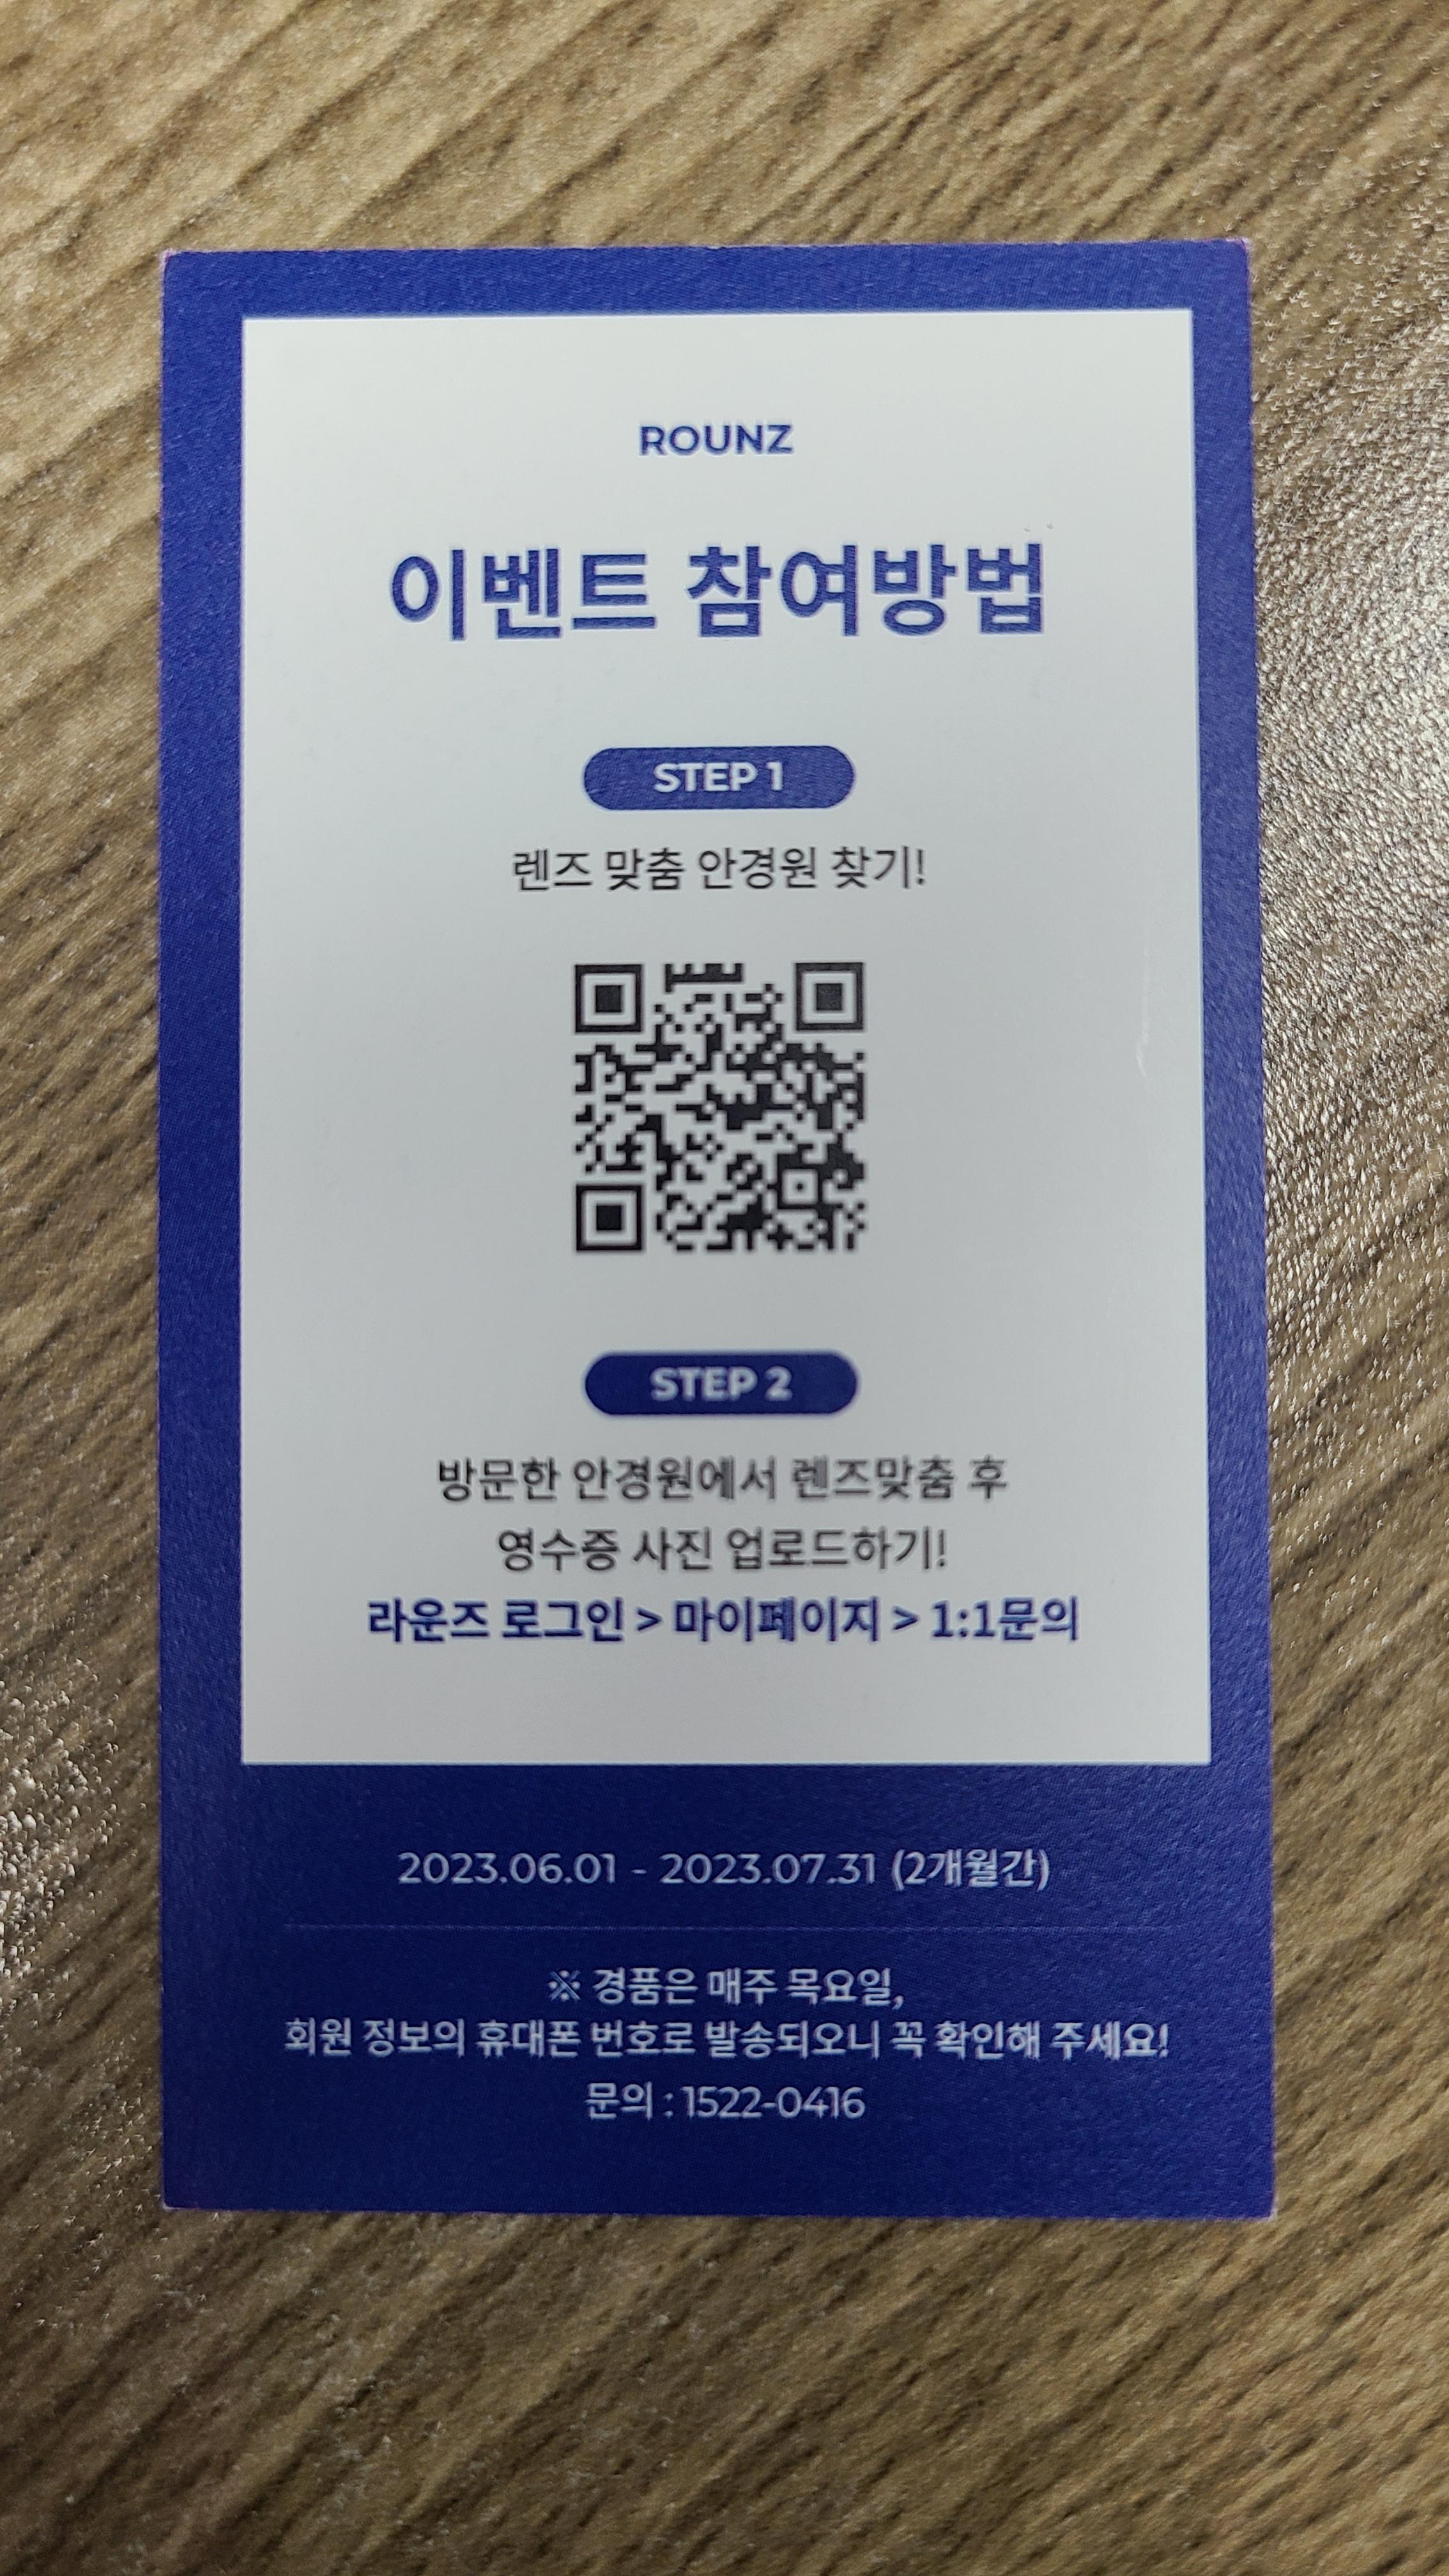 ROUNZ
이벤트 참여방법
STEP 1
렌즈 맞춤 안경원 찾기!
STEP 2
방문한 안경원에서 렌즈맞춤 후
영수증 사진 업로드하기!
라운즈 로그인 > 마이페이지 > 1:1문의
2023.06.01 - 2023.07.31 (2개월간)
※ 경품은 매주 목요일,
회원 정보의 휴대폰 번호로 발송되오니 꼭 확인해 주세요!
문의 : 1522-0416